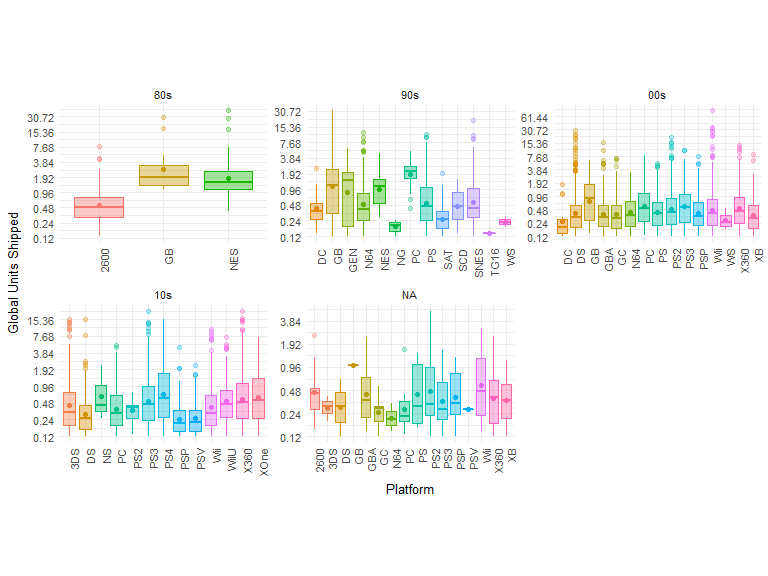 80s
90s
00s
30.72
15.36
7.68
3.84
1.92
0.96
0.48
0.24
0.12
30.72
15.36
7.68
3.84
1.92
0.96
0.48
0.24
0.12
61.44
30.72
15.36
7.68
3.84
1.92
0.96
0.48
0.24
0.12
2600
GB
NES
DC
GB
GEN
N64
NES
NG
PC
PS
SAT
SCD
SNES
TG16
WS
DC
DS
GB
GBA
GC
N64
PC
PS
PS2
PS3
PSP
Wii
WS
X360
XB
Global Units Shipped
10s
NA
15.36
7.68
3.84
1.92
0.96
0.48
0.24
0.12
3.84
1.92
0.96
0.48
0.24
0.12
3DS
DS
NS
PC
PS2
PS3
PS4
PSP
PSV
Wii
WiiU
X360
XOne
2600
3DS
DS
GB
GBA
GC
N64
PC
PS
PS2
PS3
PSP
PSV
Wii
X360
XB
Platform